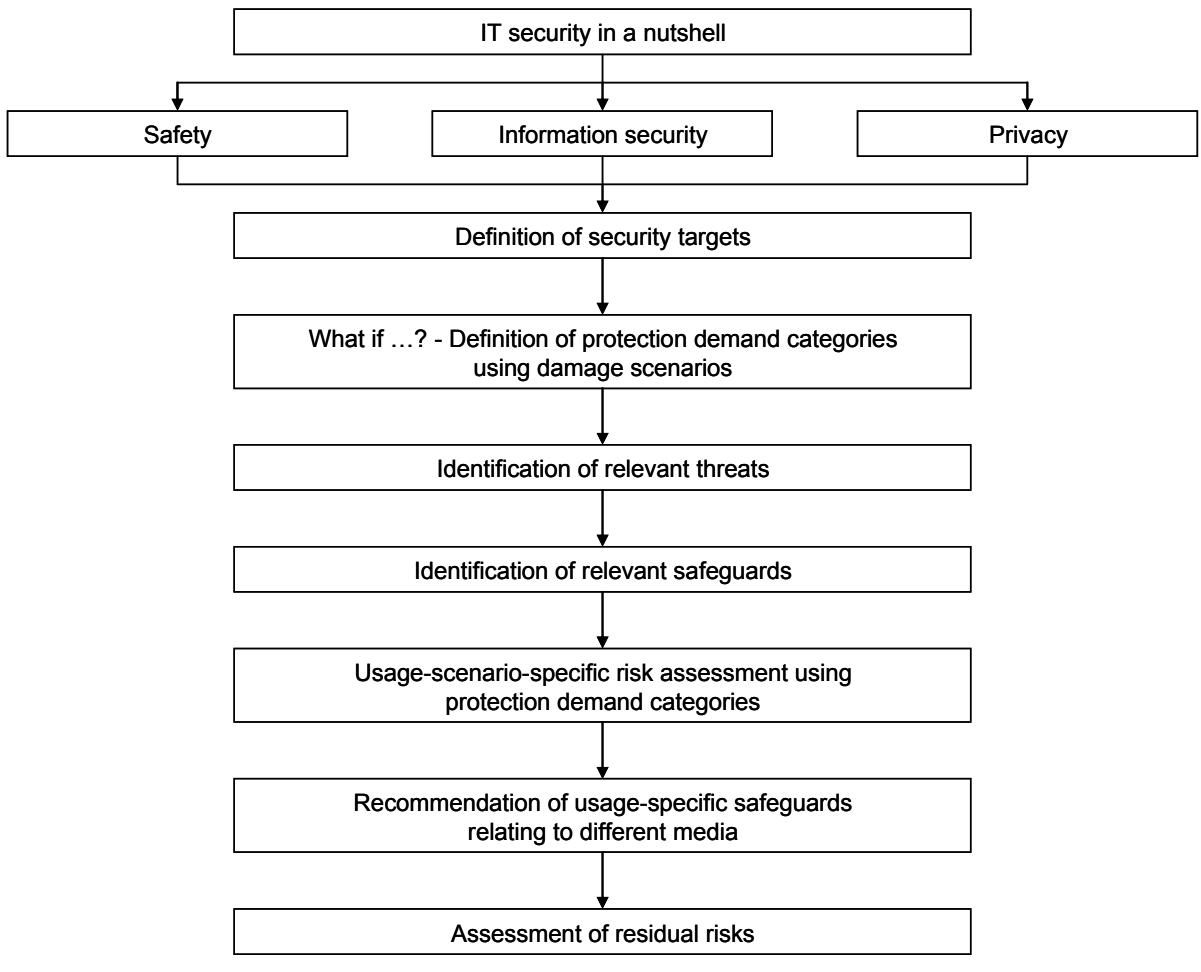 IT security in a nutshell
Safety
Information security
Privacy
Definition of security targets
What if …? - Definition of protection demand categories
using damage scenarios
Identification of relevant threats
Identification of relevant safeguards
Usage-scenario-specific risk assessment using
protection demand categories
Recommendation of usage-specific safeguards
relating to different media
Assessment of residual risks